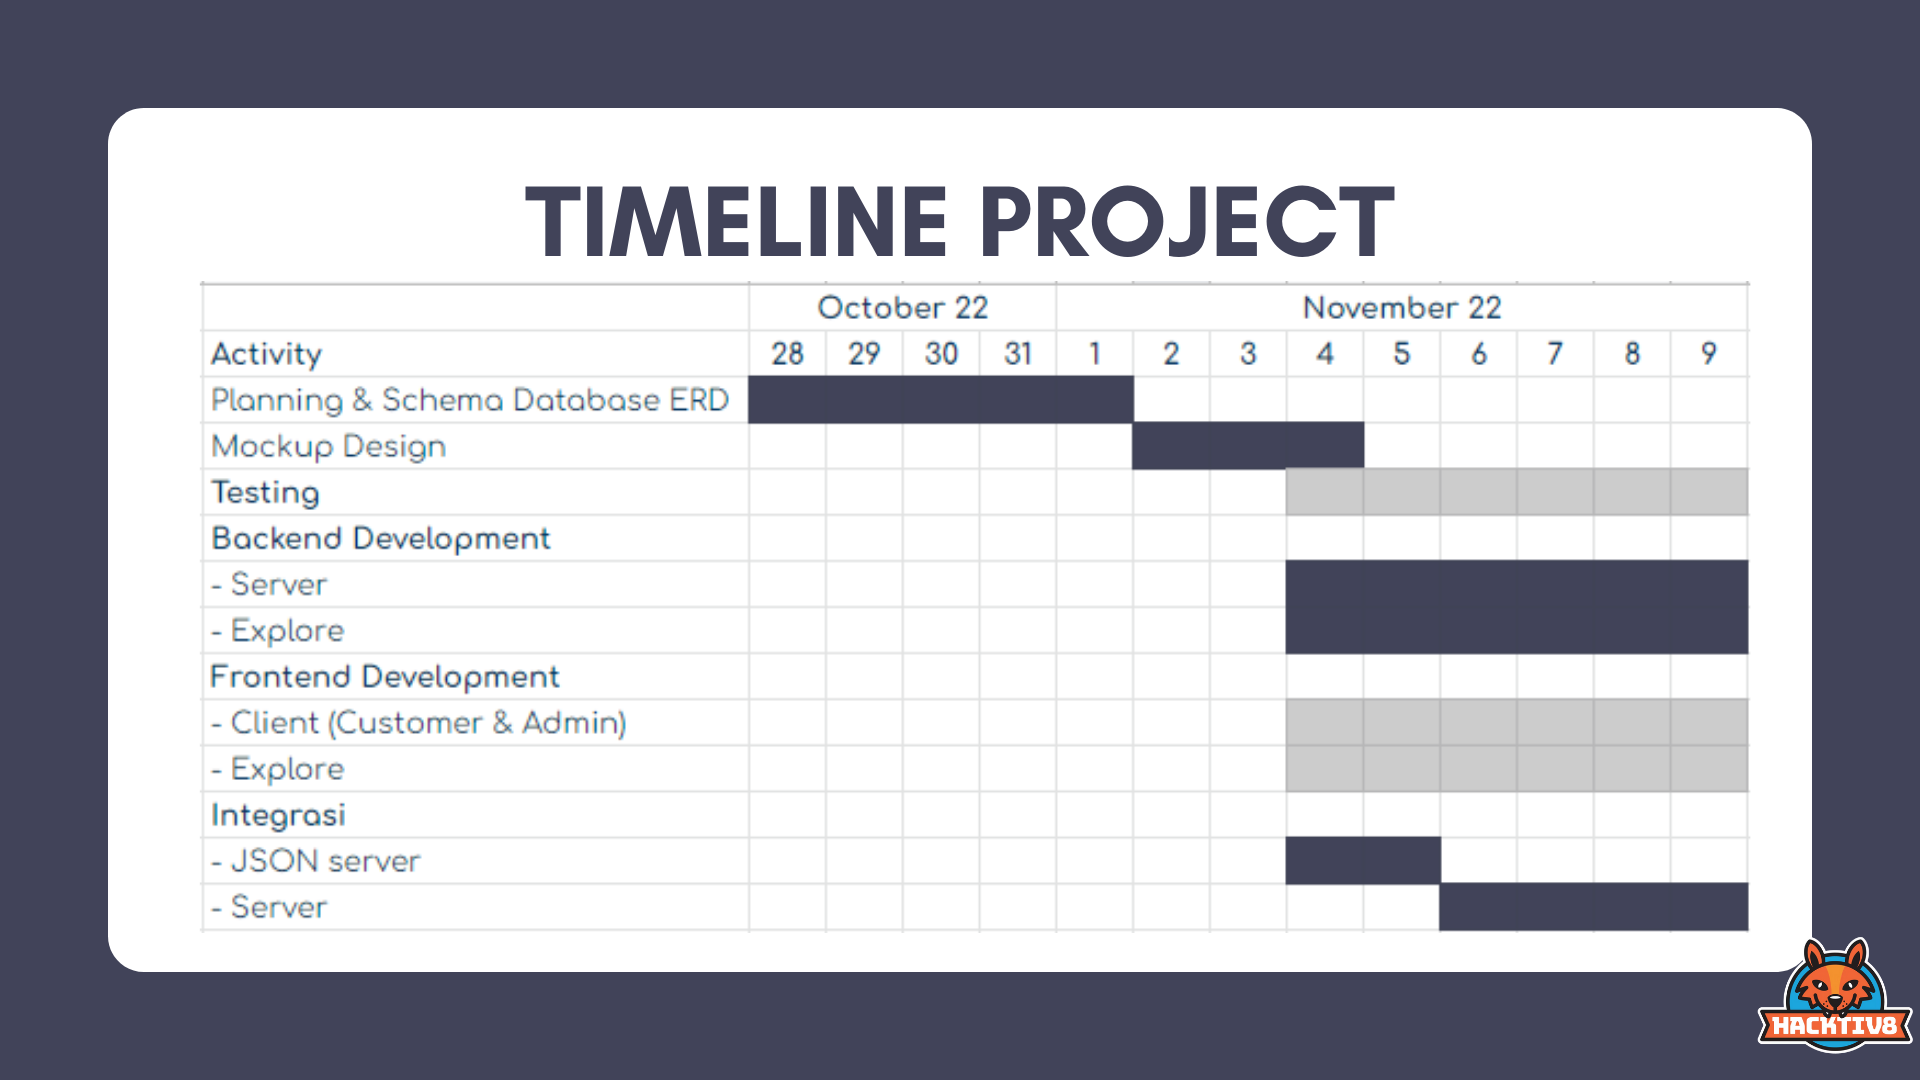 TIMELINE PROJECT
October 22 November 22
Activity 28 29 30 31 1 2 3 4 5 6 7 8 9
Planning & Schema Database ERD
Mockup Design
Testing
Backend Development
- Server
- Explore
Frontend Development
- Client (Customer & Admin)
- Explore
Integrasi
- JSON server
- Server
HACKTIV8